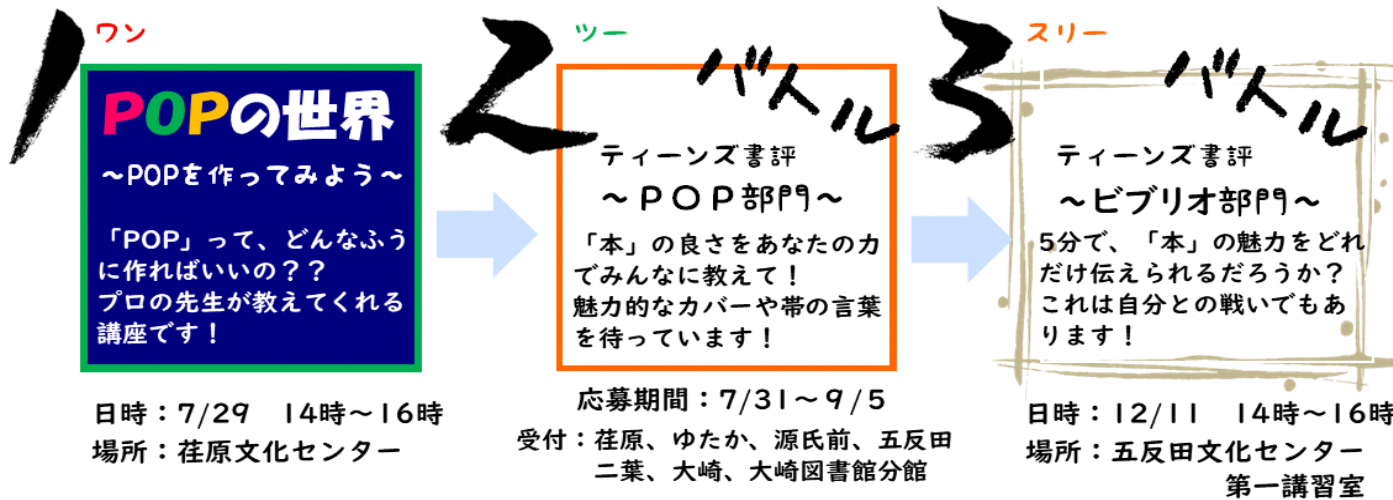 1
ワン
POPの世界
～POPを作ってみよう～
「POP」って、どんなふう
に作ればいいの？？
プロの先生が教えてくれる
講座です！
日時：7/29　14時～16時
場所：荏原文化センター
2
ツー
バトル
ティーンズ書評
～ＰＯＰ部門～
「本」の良さをあなたの力
でみんなに教えて！
魅力的なカバーや帯の言葉
を待っています！
応募期間：7/31～9/5
受付：荏原、ゆたか、源氏前、五反田
二葉、大崎、大崎図書館分館
3
スリー
バトル
ティーンズ書評
～ビブリオ部門～
5分で、「本」の魅力をどれ
だけ伝えられるだろうか？
これは自分との戦いでもあ
ります！
日時：12/11　14時～16時
場所：五反田文化センター
第一講習室